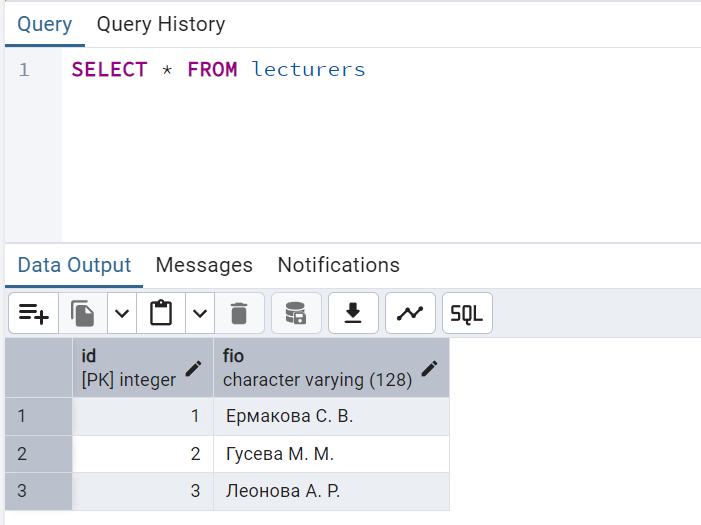 Query Query History
1 SELECT * FROM lecturers
Data Output Messages Notifications
SQL
id fio
[PK] integer character varying (128)
1 1 Ермакова С. В.
2 2 Гусева М. М.
3 3 Леонова А. Р.